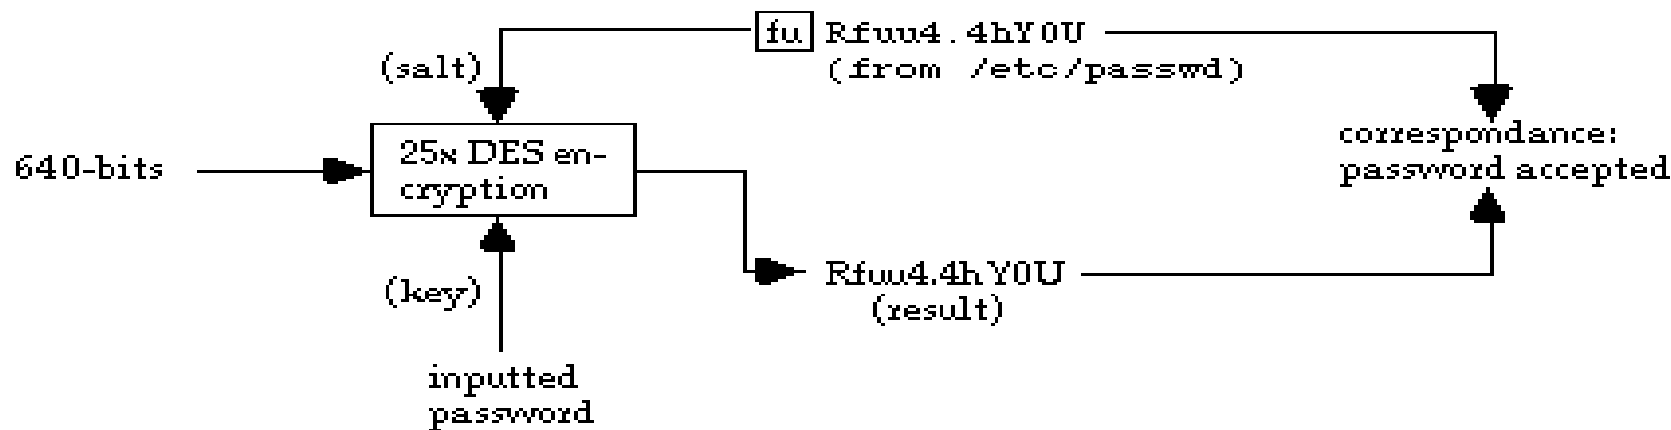 fu Rfuu4.4hY0U
(from /etc/passwd)
(salt)
correspondance:
password accepted
640-bits
25x DES en-
cryption
Rfuu4.4hY0U
(result)
(key)
inputted
password